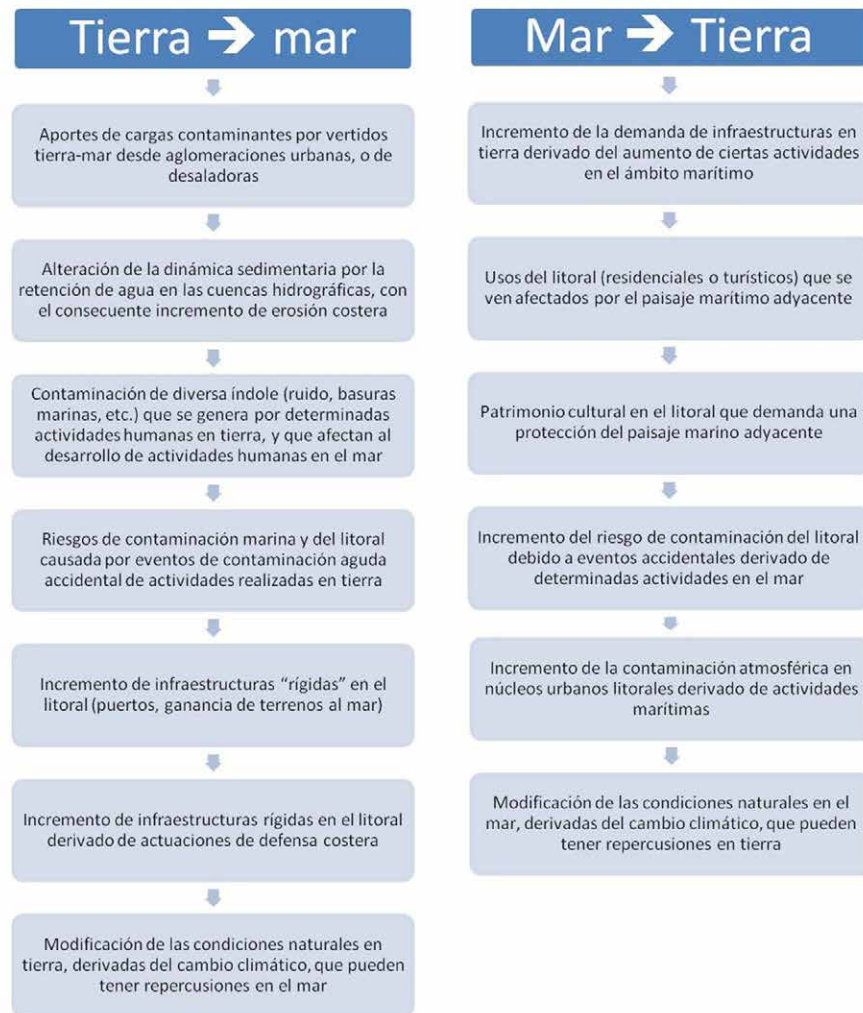 Tierra → mar
Aportes de cargas contaminantes por vertidos
tierra-mar desde aglomeraciones urbanas, o de
desaladoras
Alteración de la dinámica sedimentaria por la
retención de agua en las cuencas hidrográficas, con
el consecuente incremento de erosión costera
Contaminación de diversa índole (ruido, basuras
marinas, etc.) que se genera por determinadas
actividades humanas en tierra, y que afectan al
desarrollo de actividades humanas en el mar
Riesgos de contaminación marina y del litoral
causada por eventos de contaminación aguda
accidental de actividades realizadas en tierra
Incremento de infraestructuras “rígidas” en el
litoral (puertos, ganancia de terrenos al mar)
Incremento de infraestructuras rígidas en el litoral
derivado de actuaciones de defensa costera
Modificación de las condiciones naturales en
tierra, derivadas del cambio climático, que pueden
tener repercusiones en el mar
Mar → Tierra
Incremento de la demanda de infraestructuras en
tierra derivado del aumento de ciertas actividades
en el ámbito marítimo
Usos del litoral (residenciales o turísticos) que se
ven afectados por el paisaje marítimo adyacente
Patrimonio cultural en el litoral que demanda una
protección del paisaje marino adyacente
Incremento del riesgo de contaminación del litoral
debido a eventos accidentales derivado de
determinadas actividades en el mar
Incremento de la contaminación atmosférica en
núcleos urbanos litorales derivado de actividades
marítimas
Modificación de las condiciones naturales en el
mar, derivadas del cambio climático, que pueden
tener repercusiones en tierra